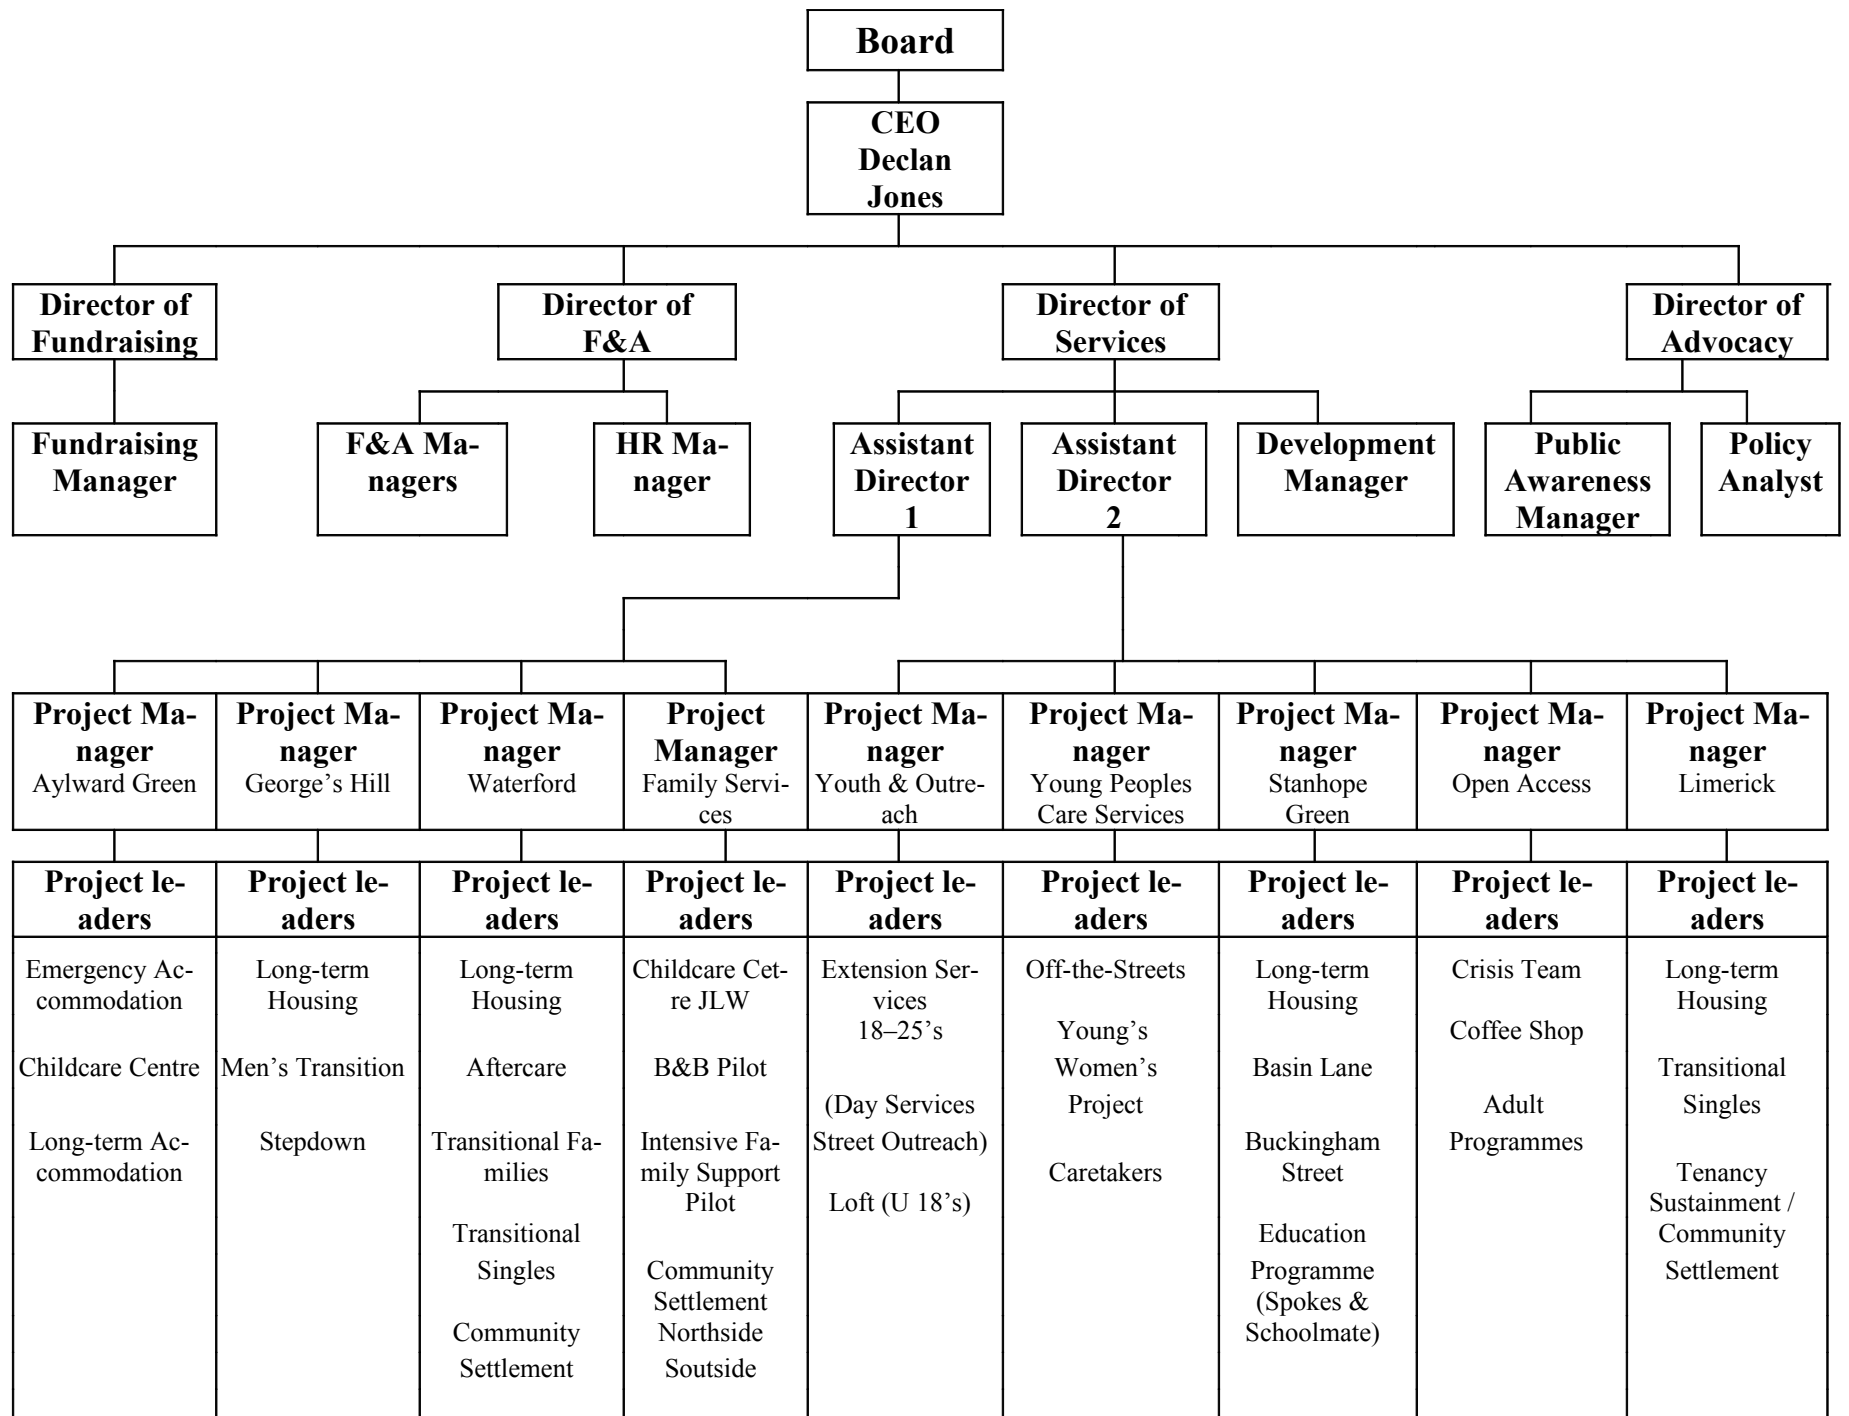 Board
CEO
Declan
Jones
Director of
Fundraising
Director of
F&A
Director of
Services
Director of
Advocacy
Fundraising
Manager
F&A Ma-
nagers
HR Ma-
nager
Assistant
Director
1
Assistant
Director
2
Development
Manager
Public
Awareness
Manager
Policy
Analyst
Project Ma-
nager
Aylward Green
Project Ma-
nager
George’s Hill
Project Ma-
nager
Waterford
Project
Manager
Family Servi-
ces
Project Ma-
nager
Youth & Outre-
ach
Project Ma-
nager
Young Peoples
Care Services
Project Ma-
nager
Stanhope
Green
Project Ma-
nager
Open Access
Project Ma-
nager
Limerick
Project le-
aders
Emergency Ac-
commodation
Childcare Centre
Long-term Ac-
commodation
Project le-
aders
Long-term
Housing
Men’s Transition
Stepdown
Project le-
aders
Long-term
Housing
Aftercare
Transitional Fa-
milies
Transitional
Singles
Community
Settlement
Project le-
aders
Childcare Cet-
re JLW
B&B Pilot
Intensive Fa-
mily Support
Pilot
Community
Settlement
Northside
Soutside
Project le-
aders
Extension Ser-
vices
18–25’s
(Day Services
Street Outreach)
Loft (U 18’s)
Project le-
aders
Off-the-Streets
Young’s
Women’s
Project
Caretakers
Project le-
aders
Long-term
Housing
Basin Lane
Buckingham
Street
Education
Programme
(Spokes &
Schoolmate)
Project le-
aders
Crisis Team
Coffee Shop
Adult
Programmes
Project le-
aders
Long-term
Housing
Transitional
Singles
Tenancy
Sustainment /
Community
Settlement